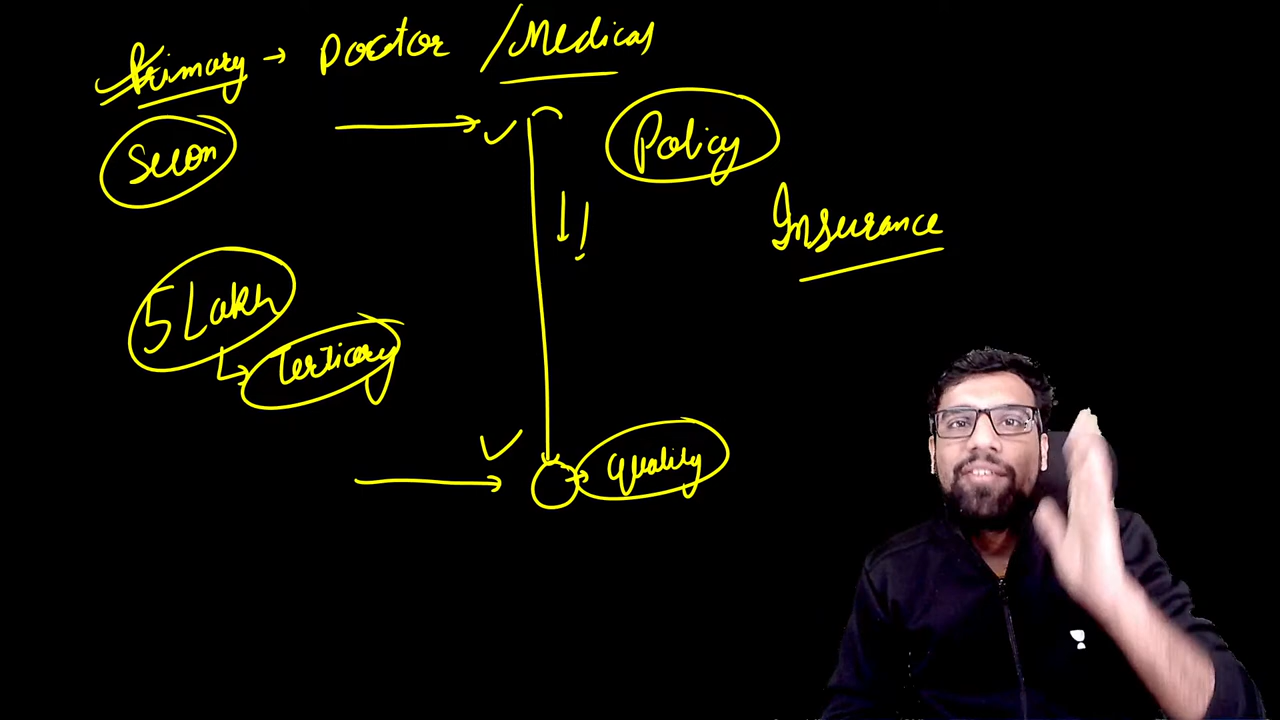 Primary → Doctor / Medical
Secon
Policy
Insurance
5 Lakh
↳ Tertiary
Quality